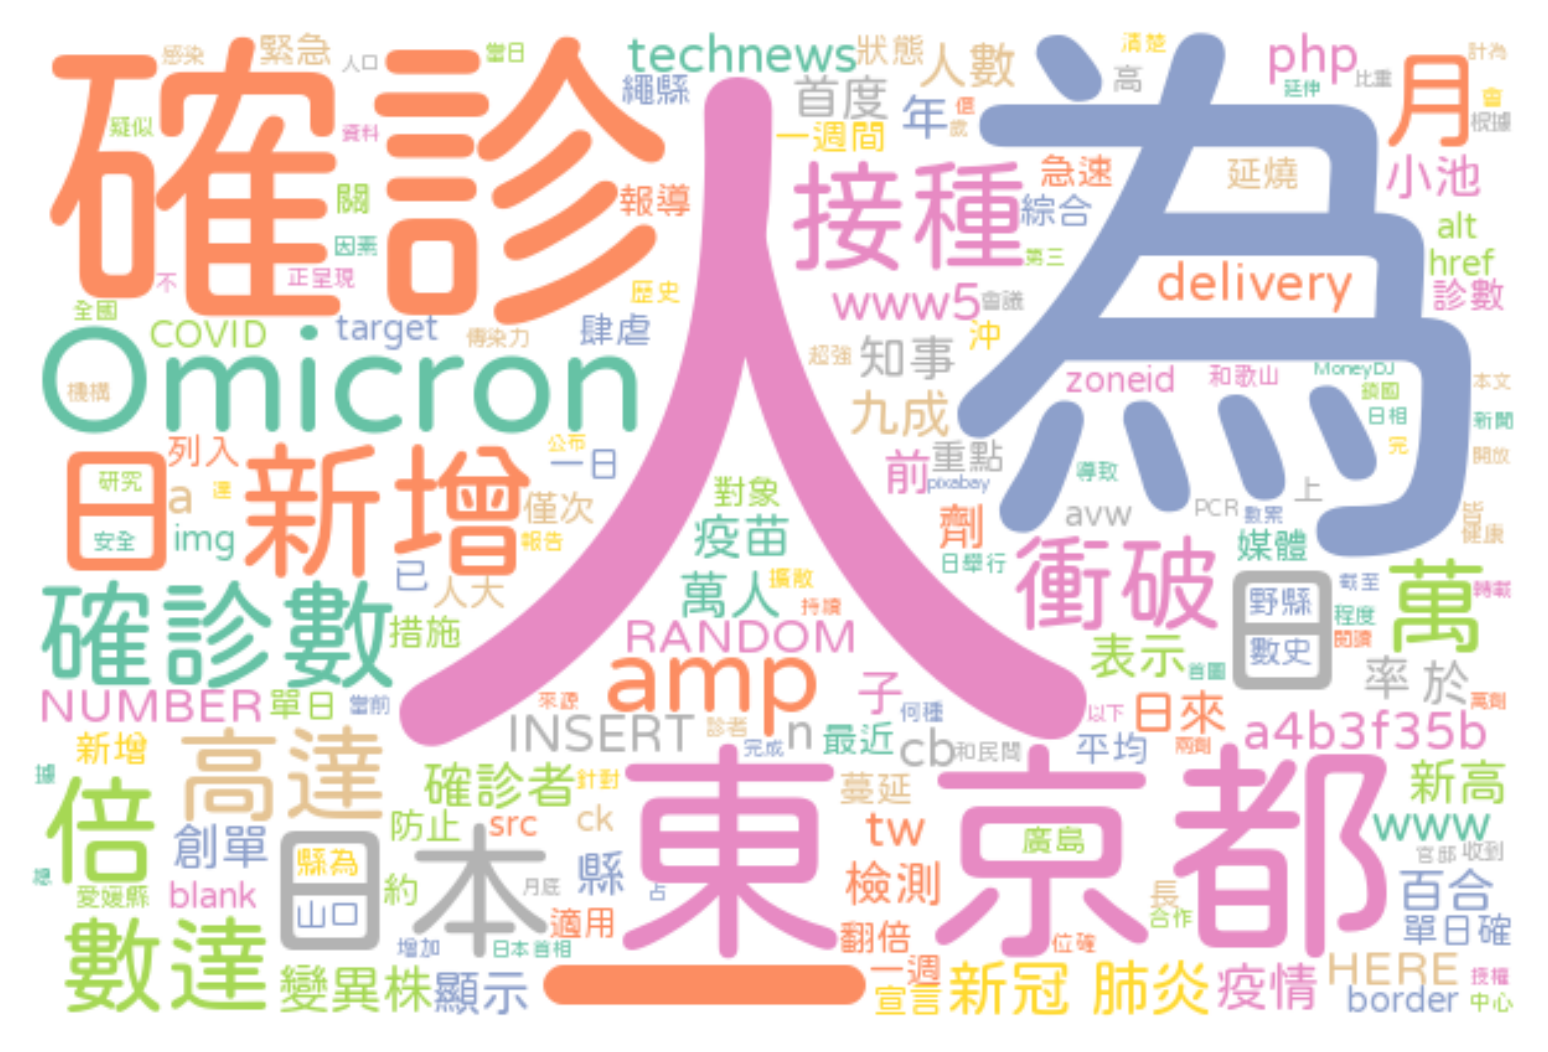 確診
感染
緊急
人口
當日
technews
狀態
人數
清楚
高
php
延伸
比重
月
計為
會
根據
繩縣
首度
年
歲
一週間
為
疑似
資料
關
因素
不
正呈現
報導
歷史
人
接種
急速
綜合
第三
延燒
小池
alt
href
診數
delivery
全國
COVID
target
傳染力
肆虐
www5
會議
沖
超強
知事
Omicron
機構
九成
zoneid
和歌山
MoneyDJ
鎖國
日相
完
本文
新聞
開放
日
研究
安全
列入
a
達
img
新增
公布
一日
僅次
報告
前
重點
pixabay
導致
上
PCR
數累
avw
皆
健康
對象
疫苗
劑
日舉行
衝破
媒體
已
人大
萬人
擴散
持續
日
野縣
數史
截至
程度
閱讀
萬
轉載
確診數
措施
RANDOM
amp
表示
首圖
子
率
於
萬劑
NUMBER
單日
當前
來源
INSERT
診者
完成
n
最近
何種
cb
和民間
以下
日來
平均
兩劑
a4b3f35b
新增
高達
確診者
針對
東京都
蔓延
新高
倍
創單
防止
src
ck
tw
廣島
www
官邸
收到
日本
縣為
山口
約
月底
縣
占
檢測
長
合作
百合
愛媛縣
blank
適用
翻倍
位確
單日確
數達
增加
日本首相
變異株
顯示
一
一週
宣言
新冠
肺炎
疫情
HERE
授權
border
中心